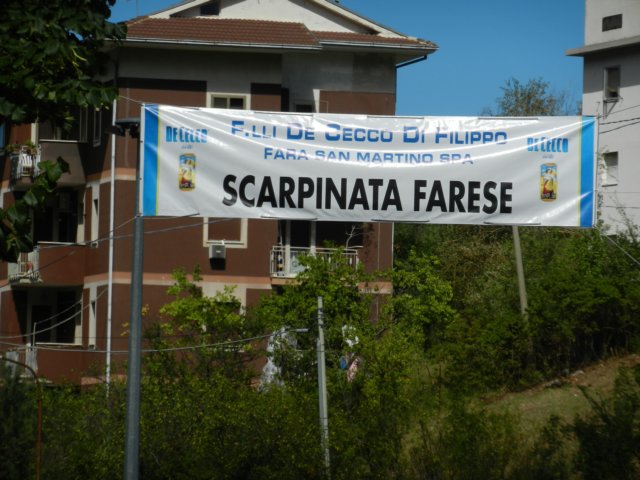 DE CECCO
F.LLI DE CECCO DI FILIPPO
FARA SAN MARTINO SPA
SCARPINATA FARESE
DE CECCO